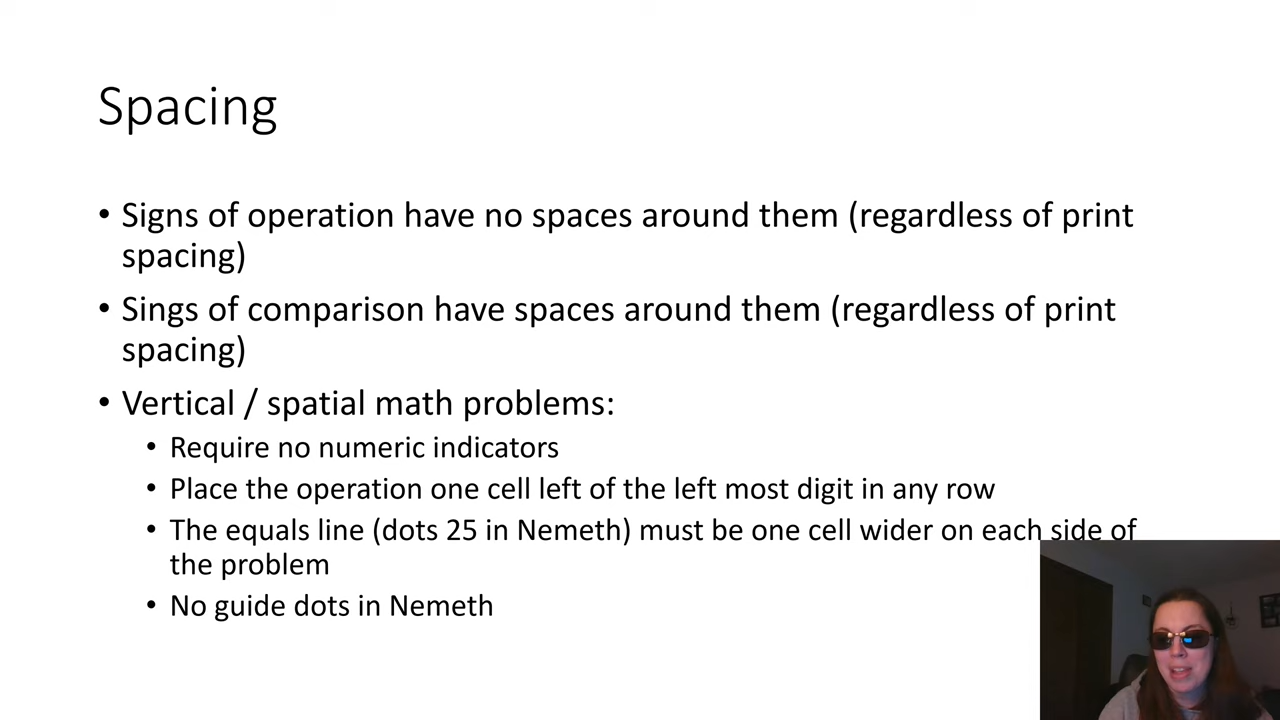 Spacing
• Signs of operation have no spaces around them (regardless of print
spacing)
• Sings of comparison have spaces around them (regardless of print
spacing)
• Vertical / spatial math problems:
• Require no numeric indicators
• Place the operation one cell left of the left most digit in any row
• The equals line (dots 25 in Nemeth) must be one cell wider on each side of
the problem
• No guide dots in Nemeth